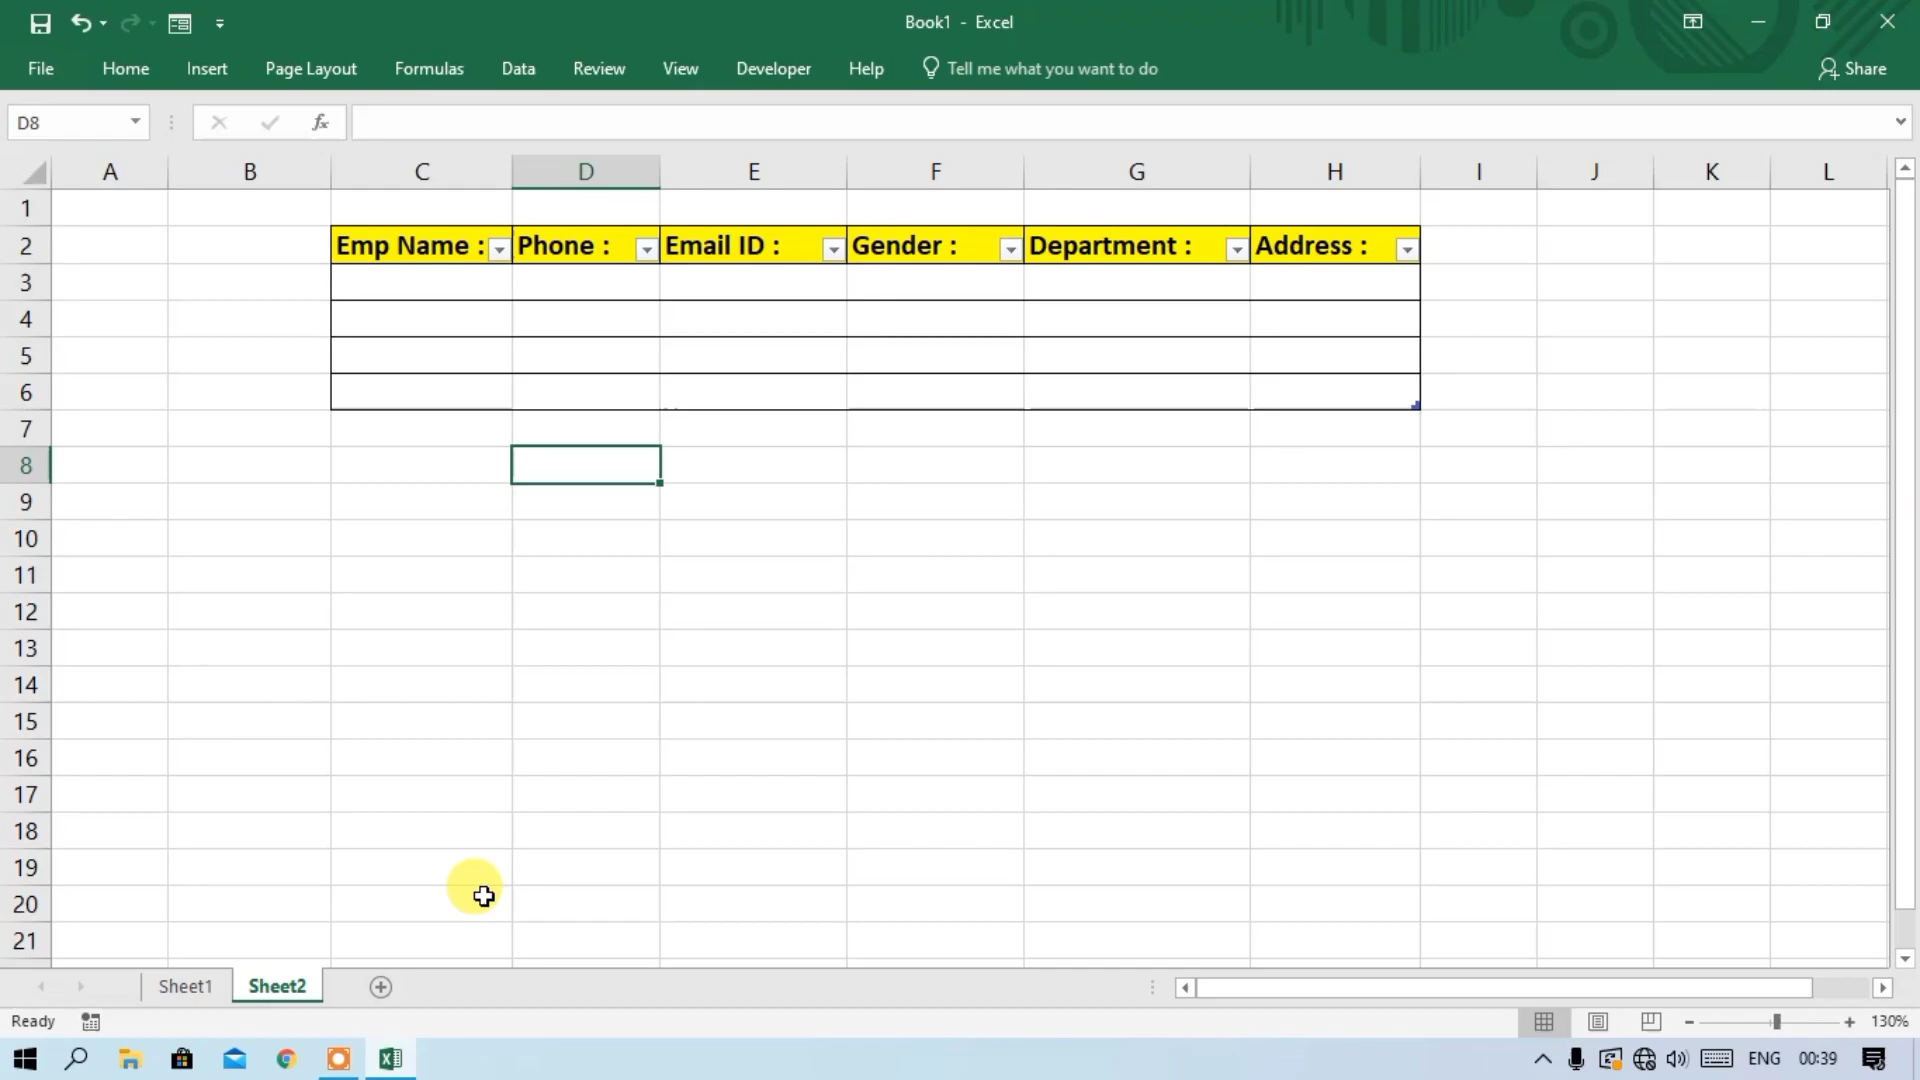 Book1 - Excel
File Home Insert Page Layout Formulas Data Review View Developer Help Tell me what you want to do Share
D8 fx
A B C D E F G H I J K L
1
2 Emp Name : Phone : Email ID : Gender : Department : Address :
3
4
5
6
7
8
9
10
11
12
13
14
15
16
17
18
19
20
21
Sheet1 Sheet2
Ready 130%
ENG 00:39